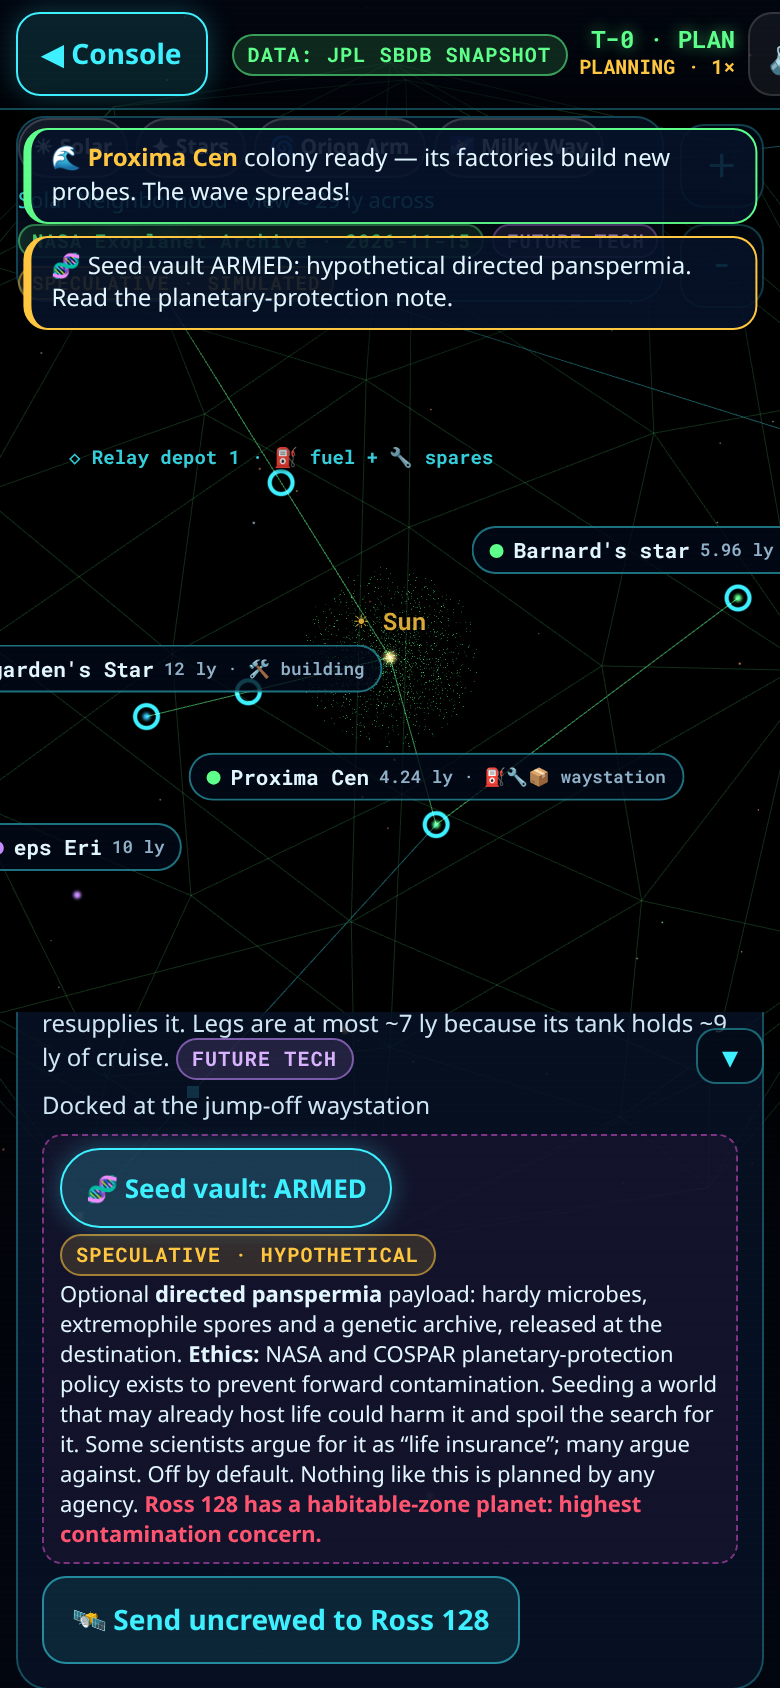 ◀ Console
DATA: JPL SBDB SNAPSHOT
T-0 · PLAN
PLANNING · 1×
🌊 Proxima Cen colony ready — its factories build new
probes. The wave spreads!
🧬 Seed vault ARMED: hypothetical directed panspermia.
Read the planetary-protection note.
◇ Relay depot 1 · ⛽ fuel + 🔧 spares
Barnard's star 5.96 ly
☀ Sun
garden's Star 12 ly · 🛠 building
Proxima Cen 4.24 ly · ⛽🔧📦 waystation
eps Eri 10 ly
resupplies it. Legs are at most ~7 ly because its tank holds ~9
ly of cruise. FUTURE TECH
▼
Docked at the jump-off waystation
🧬 Seed vault: ARMED
SPECULATIVE · HYPOTHETICAL
Optional directed panspermia payload: hardy microbes,
extremophile spores and a genetic archive, released at the
destination. Ethics: NASA and COSPAR planetary-protection
policy exists to prevent forward contamination. Seeding a world
that may already host life could harm it and spoil the search for
it. Some scientists argue for it as “life insurance”; many argue
against. Off by default. Nothing like this is planned by any
agency. Ross 128 has a habitable-zone planet: highest
contamination concern.
🛰 Send uncrewed to Ross 128